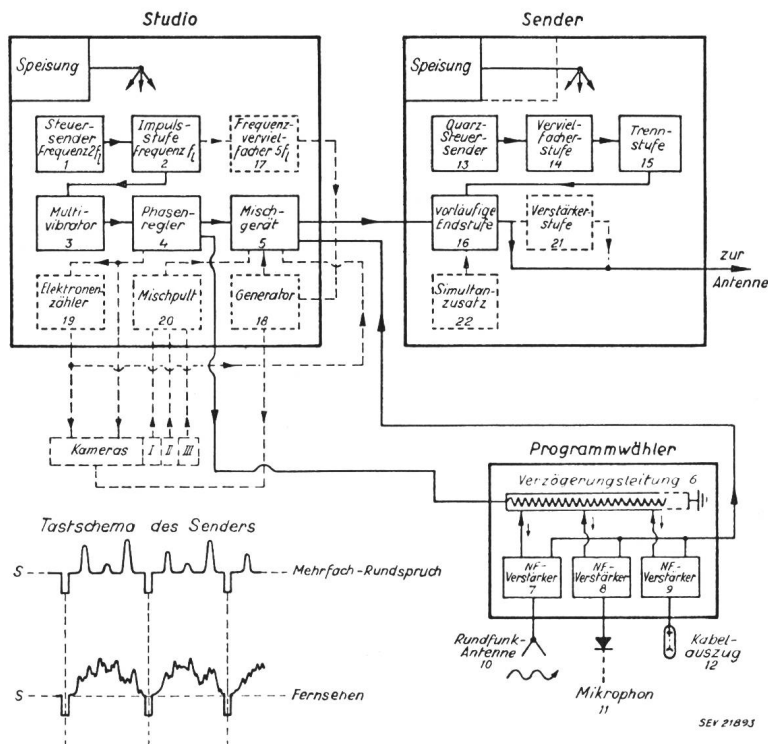 Studio
Speisung
Steuer-
sender
Frequenz 2fL
1
Impuls-
stufe
Frequenz fL
2
Frequenz-
verviel-
facher 5fL
17
Multi-
vibrator
3
Phasen-
regler
4
Misch-
gerät
5
Elektronen-
zähler
19
Mischpult
20
Generator
18
Kameras
I
II
III
Sender
Speisung
Quarz-
Steuer-
sender
13
Verviel-
facher-
stufe
14
Trenn-
stufe
15
vorläufige
Endstufe
16
Verstärker-
stufe
21
Simultan-
zusatz
22
zur
Antenne
Programmwähler
Verzögerungsleitung 6
NF-
Verstärker
7
NF-
Verstärker
8
NF-
Verstärker
9
Rundfunk-
Antenne
10
Mikrophon
11
Kabel-
auszug
12
Tastschema des Senders
S
Mehrfach-Rundspruch
S
Fernsehen
SEV 21893